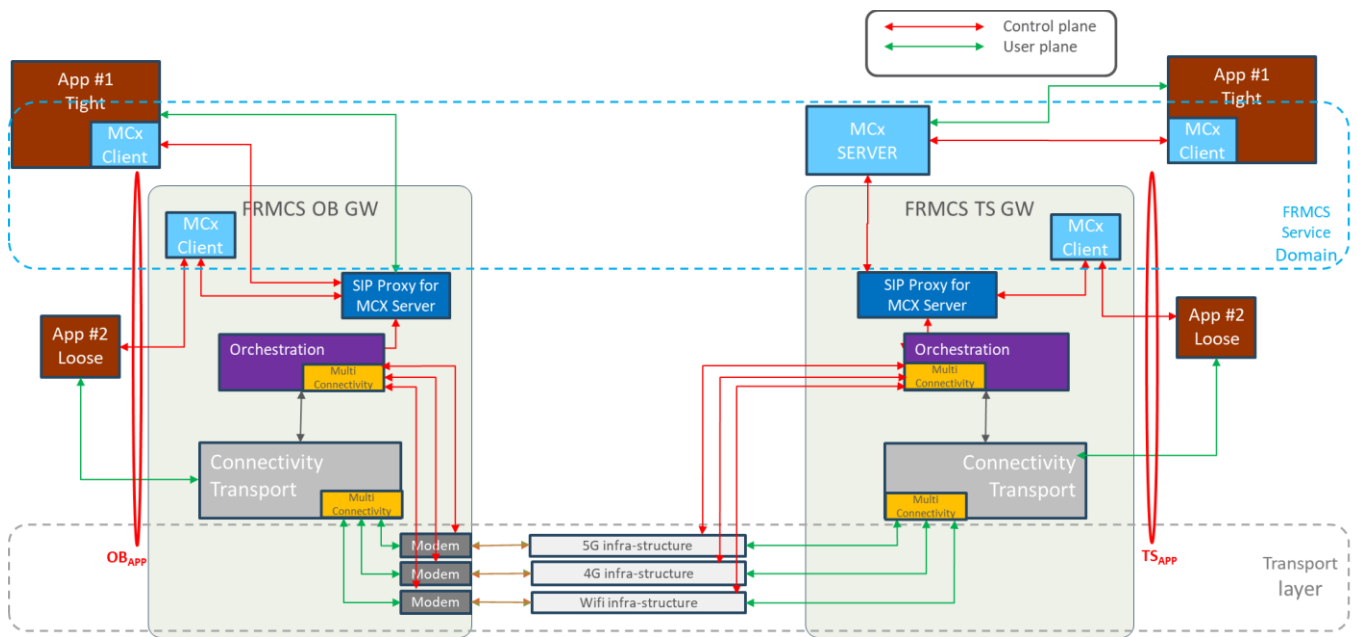 Control plane
User plane
App #1
Tight
MCx
Client
MCx
SERVER
App #1
Tight
MCx
Client
FRMCS OB GW
FRMCS TS GW
MCx
Client
MCx
Client
FRMCS
Service
Domain
SIP Proxy for
MCX Server
SIP Proxy for
MCX Server
App #2
Loose
App #2
Loose
Orchestration
Multi
Connectivity
Orchestration
Multi
Connectivity
Connectivity
Transport
Multi
Connectivity
Connectivity
Transport
Multi
Connectivity
OBAPP
TSAPP
Modem
5G infra-structure
Modem
4G infra-structure
Modem
Wifi infra-structure
Transport
layer